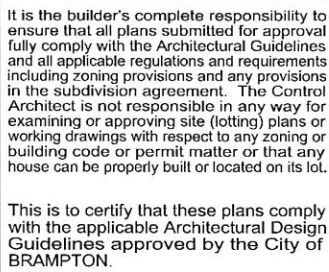 It is the builder's complete responsibility to
ensure that all plans submitted for approval
fully comply with the Architectural Guidelines
and all applicable regulations and requirements
including zoning provisions and any provisions
in the subdivision agreement. The Control
Architect is not responsible in any way for
examining or approving site (lotting) plans or
working drawings with respect to any zoning or
building code or permit matter or that any
house can be properly built or located on its lot.
This is to certify that these plans comply
with the applicable Architectural Design
Guidelines approved by the City of
BRAMPTON.